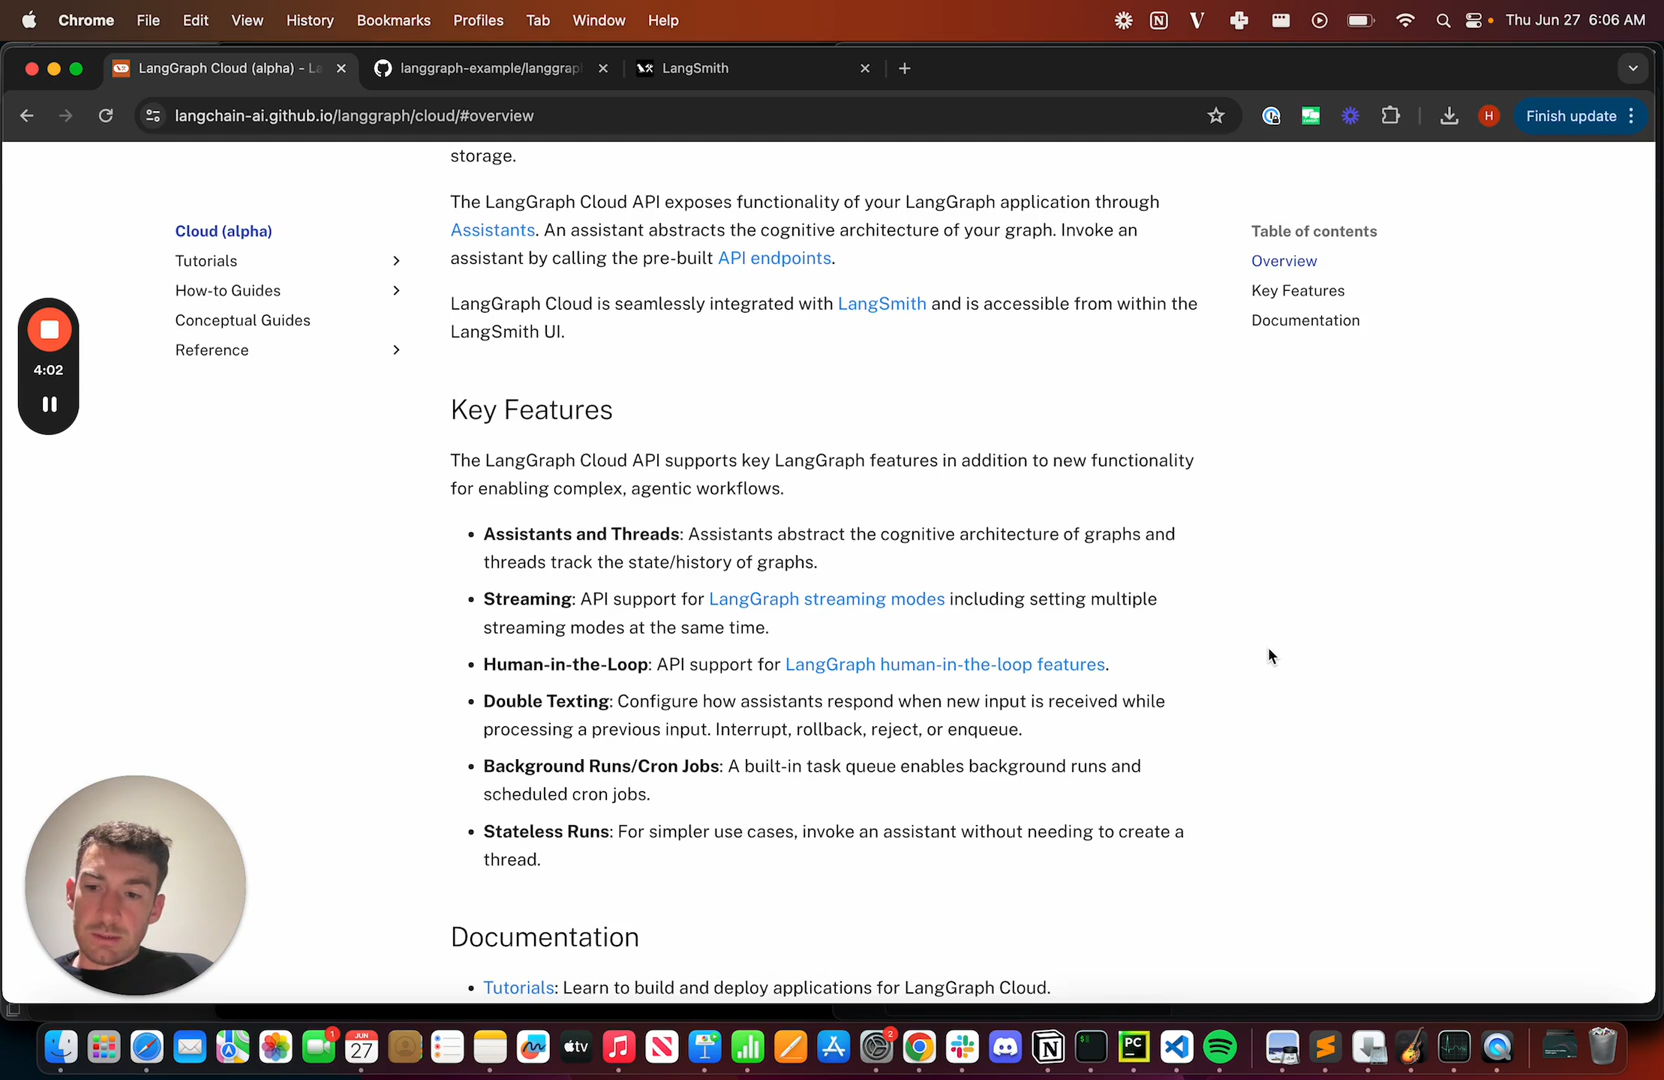 Chrome File Edit View History Bookmarks Profiles Tab Window Help
Thu Jun 27 6:06 AM
LangGraph Cloud (alpha) - La
langgraph-example/langgraph
LangSmith
langchain-ai.github.io/langgraph/cloud/#overview
H
Finish update
storage.
The LangGraph Cloud API exposes functionality of your LangGraph application through
Assistants. An assistant abstracts the cognitive architecture of your graph. Invoke an
assistant by calling the pre-built API endpoints.
LangGraph Cloud is seamlessly integrated with LangSmith and is accessible from within the
LangSmith UI.
Cloud (alpha)
Tutorials
How-to Guides
Conceptual Guides
Reference
Table of contents
Overview
Key Features
Documentation
4:02
Key Features
The LangGraph Cloud API supports key LangGraph features in addition to new functionality
for enabling complex, agentic workflows.
• Assistants and Threads: Assistants abstract the cognitive architecture of graphs and
threads track the state/history of graphs.
• Streaming: API support for LangGraph streaming modes including setting multiple
streaming modes at the same time.
• Human-in-the-Loop: API support for LangGraph human-in-the-loop features.
• Double Texting: Configure how assistants respond when new input is received while
processing a previous input. Interrupt, rollback, reject, or enqueue.
• Background Runs/Cron Jobs: A built-in task queue enables background runs and
scheduled cron jobs.
• Stateless Runs: For simpler use cases, invoke an assistant without needing to create a
thread.
Documentation
• Tutorials: Learn to build and deploy applications for LangGraph Cloud.
1
JUN
27
tv
2
PC